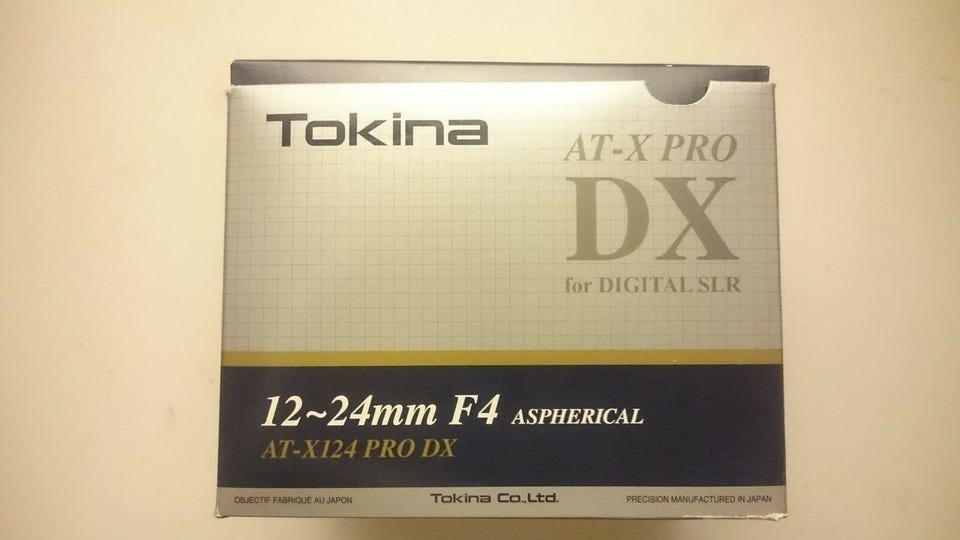 Tokina
AT-X PRO
DX
for DIGITAL SLR
12~24mm F4 ASPHERICAL
AT-X124 PRO DX
OBJECTIF FABRIQUÉ AU JAPON
Tokina Co.,Ltd.
PRECISION MANUFACTURED IN JAPAN